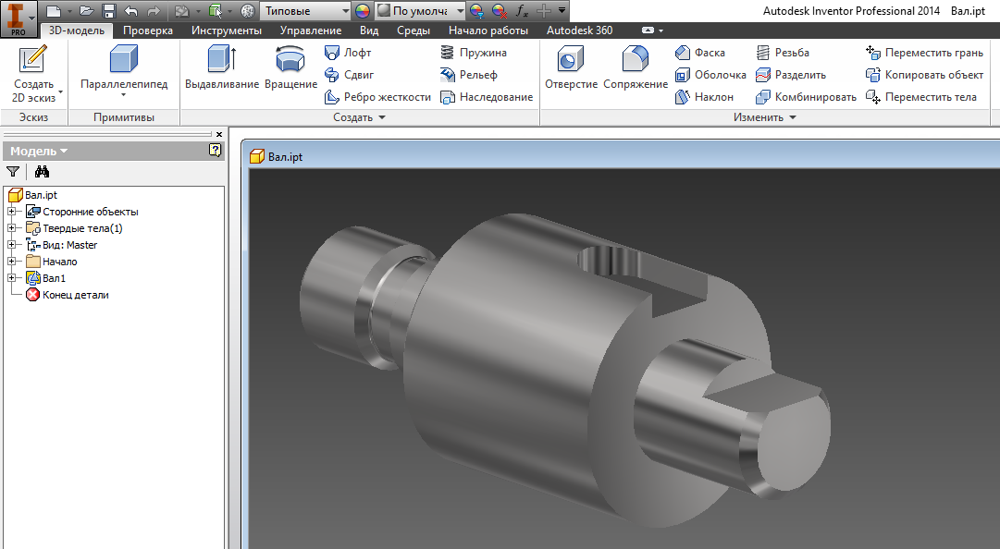 PRO
Типовые
По умолча
fx
Autodesk Inventor Professional 2014 Вал.ipt
3D-модель Проверка Инструменты Управление Вид Среды Начало работы Autodesk 360
Создать
2D эскиз
Параллелепипед
Выдавливание
Вращение
Лофт
Сдвиг
Ребро жесткости
Пружина
Рельеф
Наследование
Отверстие
Сопряжение
Фаска
Оболочка
Наклон
Резьба
Разделить
Комбинировать
Переместить грань
Копировать объект
Переместить тела
Эскиз Примитивы Создать Изменить
Модель
Вал.ipt
Вал.ipt
Сторонние объекты
Твердые тела(1)
Вид: Master
Начало
Вал1
Конец детали